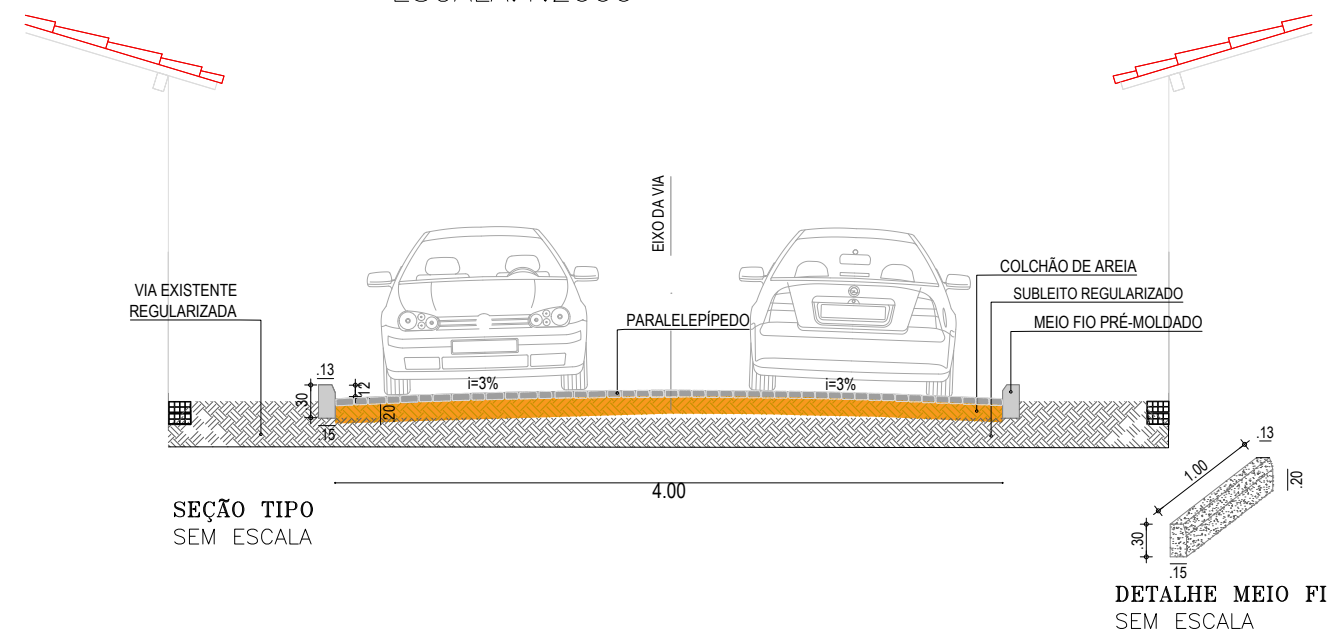 EIXO DA VIA
VIA EXISTENTE
REGULARIZADA
COLCHÃO DE AREIA
SUBLEITO REGULARIZADO
MEIO FIO PRÉ-MOLDADO
PARALELEPÍPEDO
.13
.12
i=3%
i=3%
.30
.20
.15
4.00
SEÇÃO TIPO
SEM ESCALA
.13
1.00
.20
.30
.15
DETALHE MEIO FI
SEM ESCALA